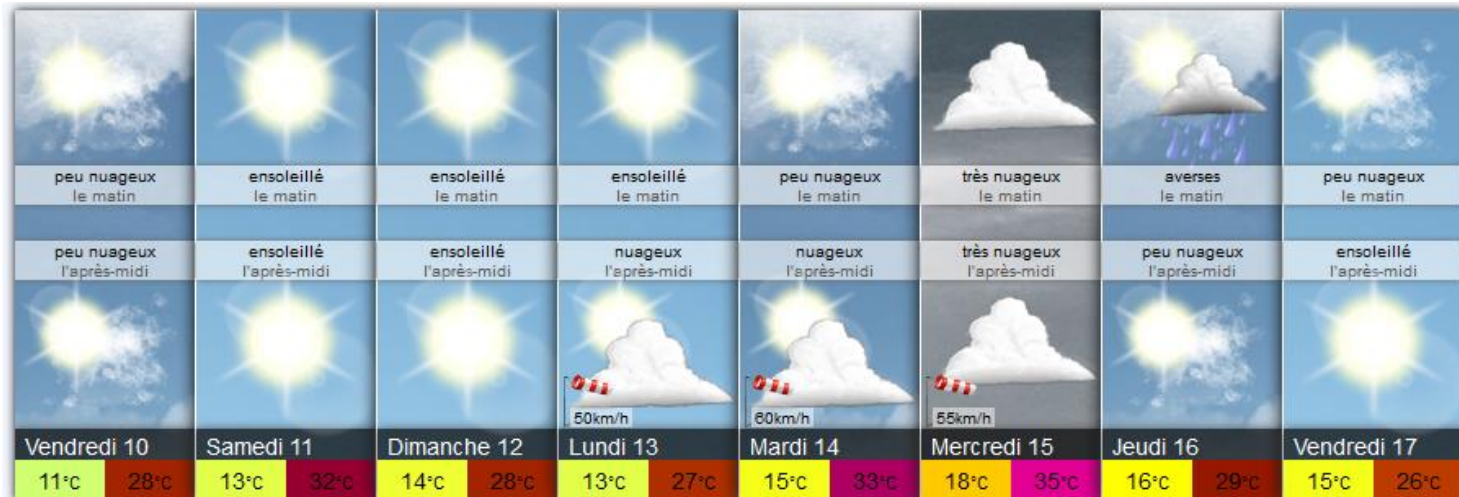 peu nuageux
le matin
ensoleillé
le matin
ensoleillé
le matin
ensoleillé
le matin
peu nuageux
le matin
très nuageux
le matin
averses
le matin
peu nuageux
le matin
peu nuageux
l'après-midi
ensoleillé
l'après-midi
ensoleillé
l'après-midi
nuageux
l'après-midi
nuageux
l'après-midi
très nuageux
l'après-midi
peu nuageux
l'après-midi
ensoleillé
l'après-midi
50km/h
60km/h
55km/h
Vendredi 10
Samedi 11
Dimanche 12
Lundi 13
Mardi 14
Mercredi 15
Jeudi 16
Vendredi 17
11°C 28°C
13°C 32°C
14°C 28°C
13°C 27°C
15°C 33°C
18°C 35°C
16°C 29°C
15°C 26°C